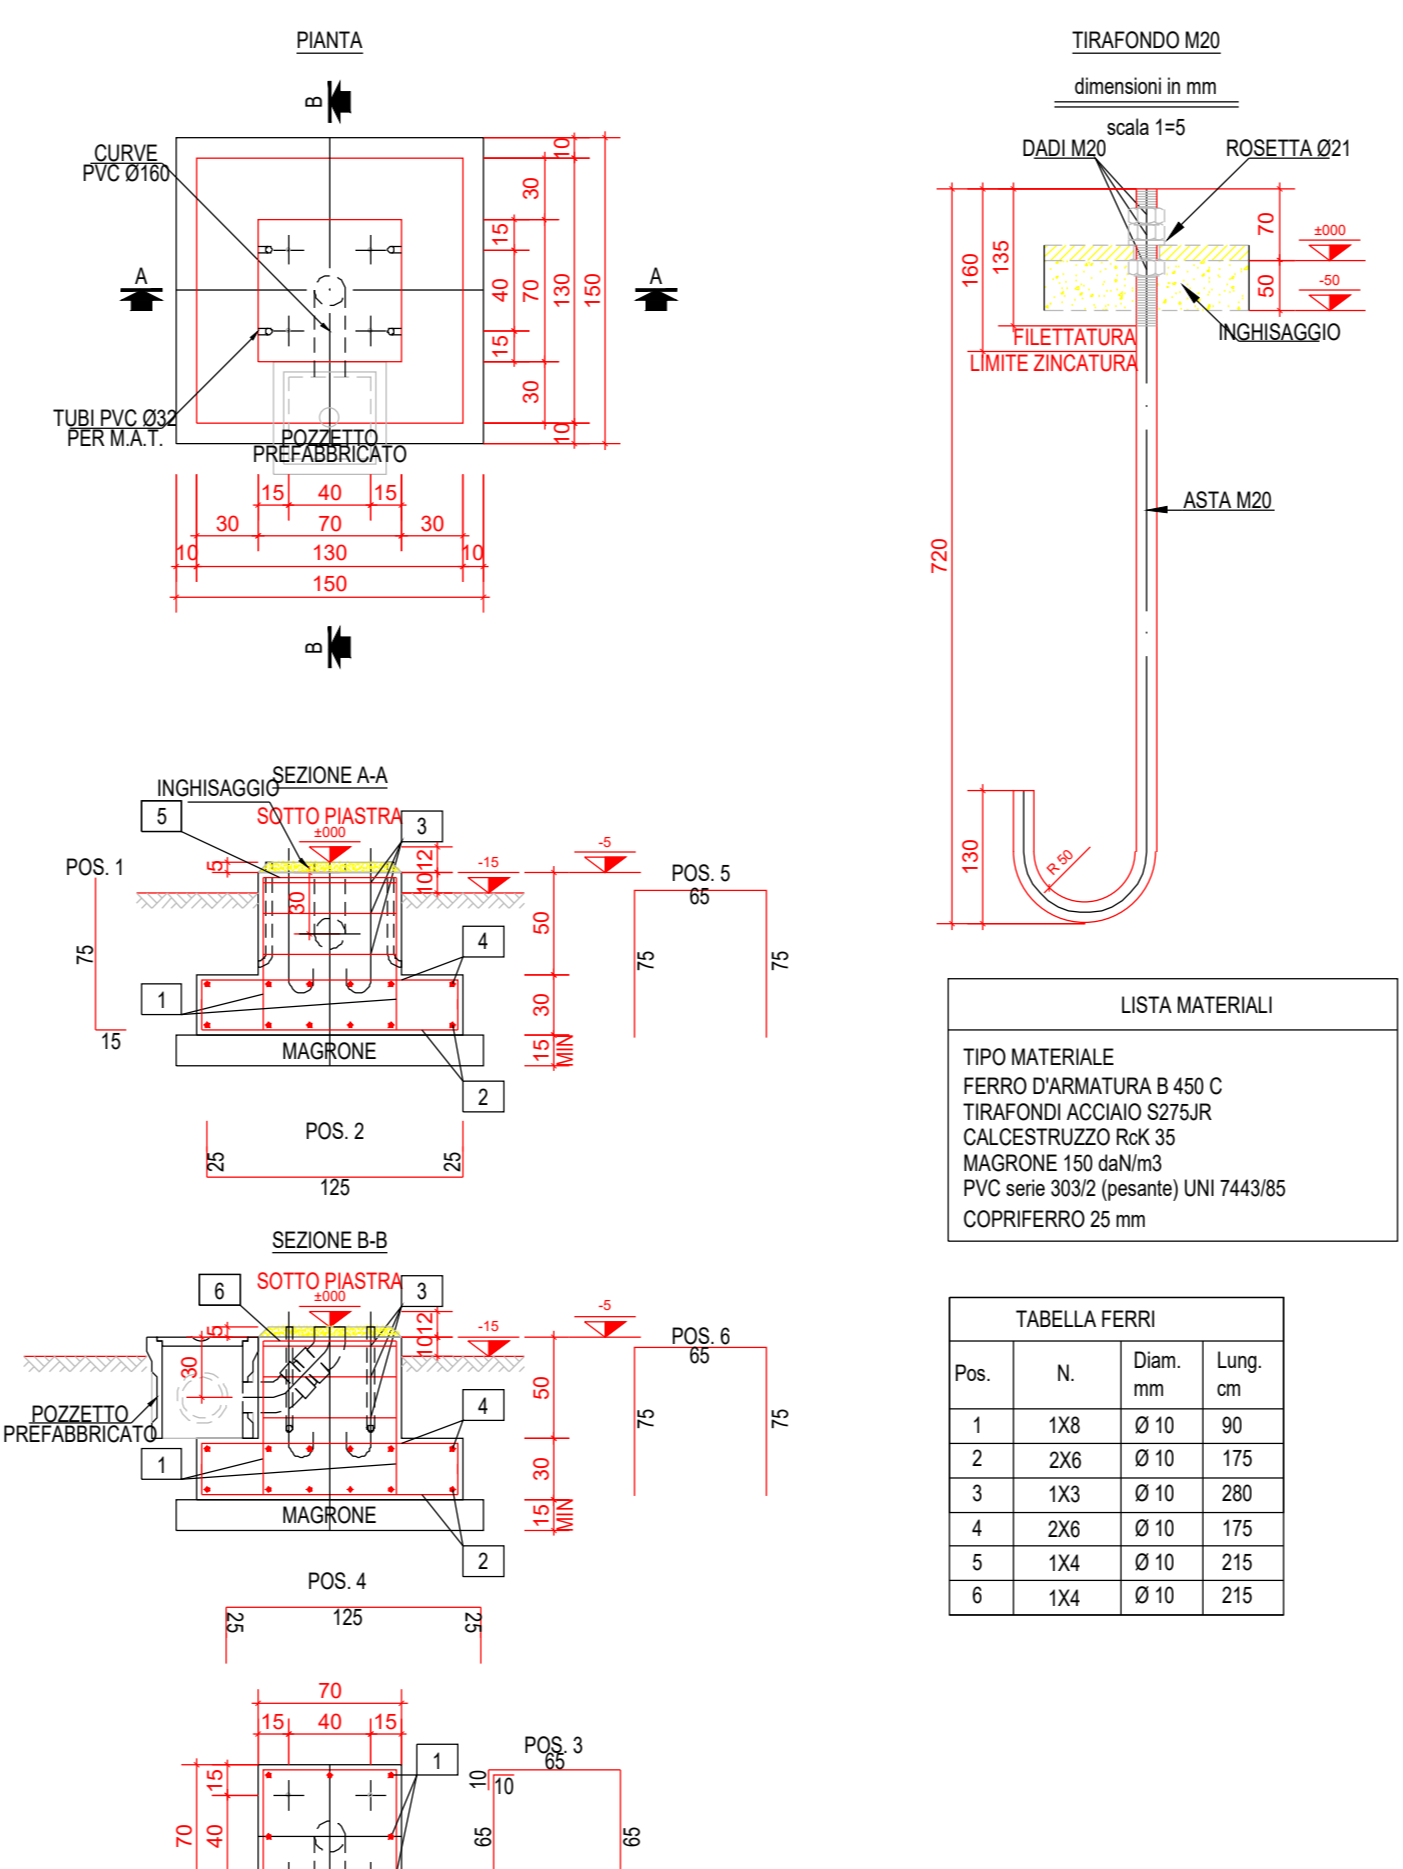 PIANTA
B
CURVE
PVC Ø160
A
A
TUBI PVC Ø32
PER M.A.T.
POZZETTO
PREFABBRICATO
10
30
15
40
70
130
150
15
30
10
15
40
15
30
70
30
10
130
10
150
B
TIRAFONDO M20
dimensioni in mm
scala 1=5
DADI M20
ROSETTA Ø21
160
135
70
±000
50
-50
INGHISAGGIO
FILETTATURA
LIMITE ZINCATURA
720
ASTA M20
130
R 50
SEZIONE A-A
INGHISAGGIO
5
SOTTO PIASTRA
±000
3
POS. 1
75
15
5
30
12
10
-15
-5
50
4
1
30
MAGRONE
15
MIN
2
POS. 5
65
75
75
POS. 2
25
25
125
SEZIONE B-B
6
SOTTO PIASTRA
±000
3
5
30
12
10
-15
-5
50
POZZETTO
PREFABBRICATO
4
1
30
MAGRONE
15
MIN
2
POS. 6
65
75
75
POS. 4
125
25
25
70
15
40
15
1
15
70
40
POS. 3
65
10
10
65
65
LISTA MATERIALI
TIPO MATERIALE
FERRO D'ARMATURA B 450 C
TIRAFONDI ACCIAIO S275JR
CALCESTRUZZO RcK 35
MAGRONE 150 daN/m3
PVC serie 303/2 (pesante) UNI 7443/85
COPRIFERRO 25 mm
TABELLA FERRI
Pos. N. Diam. mm Lung. cm
1 1X8 Ø 10 90
2 2X6 Ø 10 175
3 1X3 Ø 10 280
4 2X6 Ø 10 175
5 1X4 Ø 10 215
6 1X4 Ø 10 215